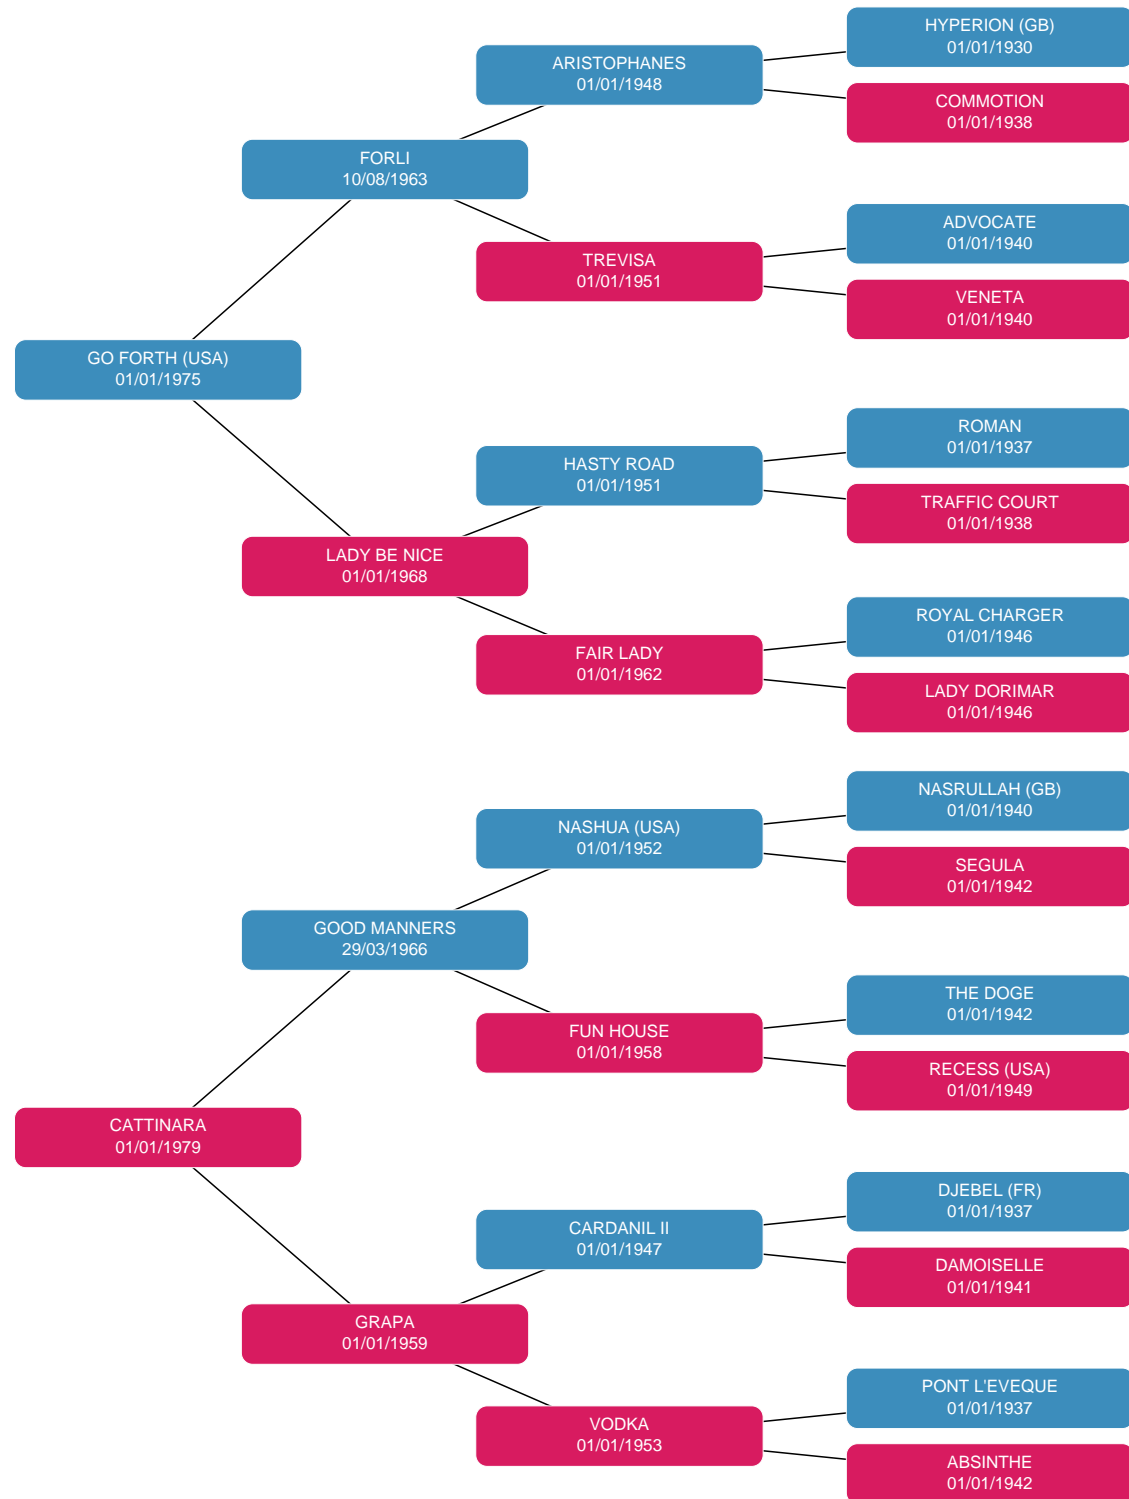 HYPERION (GB)
01/01/1930
ARISTOPHANES
01/01/1948
COMMOTION
01/01/1938
FORLI
10/08/1963
ADVOCATE
01/01/1940
TREVISA
01/01/1951
VENETA
01/01/1940
GO FORTH (USA)
01/01/1975
ROMAN
01/01/1937
HASTY ROAD
01/01/1951
TRAFFIC COURT
01/01/1938
LADY BE NICE
01/01/1968
ROYAL CHARGER
01/01/1946
FAIR LADY
01/01/1962
LADY DORIMAR
01/01/1946
NASRULLAH (GB)
01/01/1940
NASHUA (USA)
01/01/1952
SEGULA
01/01/1942
GOOD MANNERS
29/03/1966
THE DOGE
01/01/1942
FUN HOUSE
01/01/1958
RECESS (USA)
01/01/1949
CATTINARA
01/01/1979
DJEBEL (FR)
01/01/1937
CARDANIL II
01/01/1947
DAMOISELLE
01/01/1941
GRAPA
01/01/1959
PONT L'EVEQUE
01/01/1937
VODKA
01/01/1953
ABSINTHE
01/01/1942